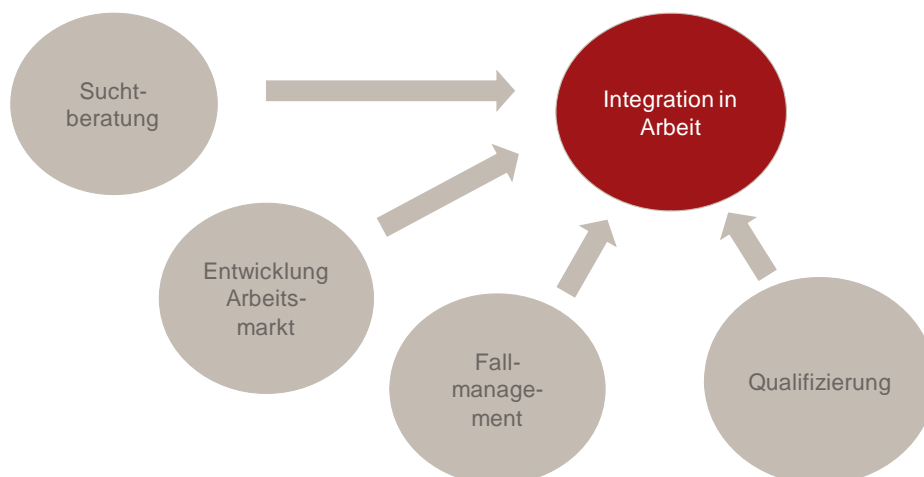 Sucht-
beratung
Integration in
Arbeit
Entwicklung
Arbeits-
markt
Fall-
manage-
ment
Qualifizierung